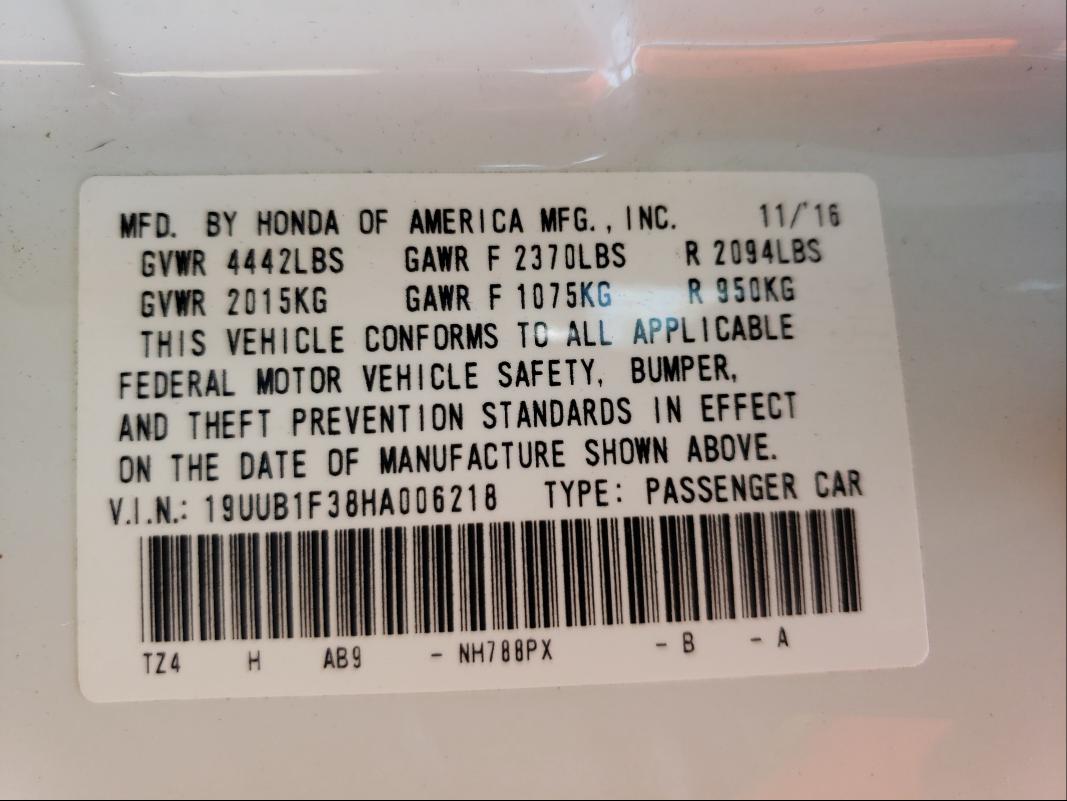 MFD. BY HONDA OF AMERICA MFG., INC. 11/'16
GVWR 4442LBS GAWR F 2370LBS R 2094LBS
GVWR 2015KG GAWR F 1075KG R 950KG
THIS VEHICLE CONFORMS TO ALL APPLICABLE
FEDERAL MOTOR VEHICLE SAFETY, BUMPER,
AND THEFT PREVENTION STANDARDS IN EFFECT
ON THE DATE OF MANUFACTURE SHOWN ABOVE.
V.I.N.: 19UUB1F38HA006218 TYPE: PASSENGER CAR
TZ4 H AB9 - NH788PX - B - A